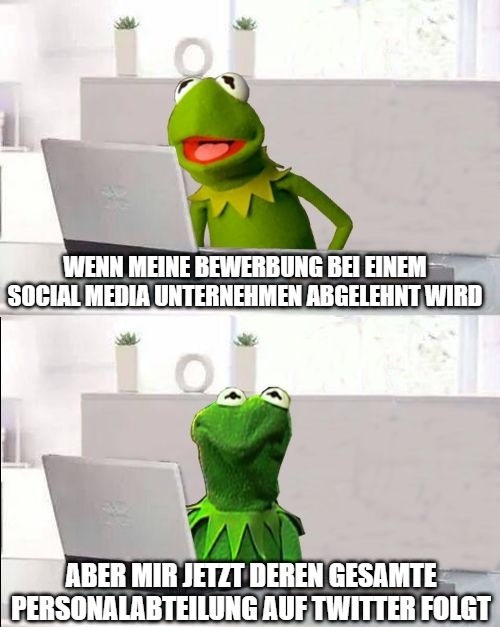 WENN MEINE BEWERBUNG BEI EINEM
SOCIAL MEDIA UNTERNEHMEN ABGELEHNT WIRD
ABER MIR JETZT DEREN GESAMTE
PERSONALABTEILUNG AUF TWITTER FOLGT